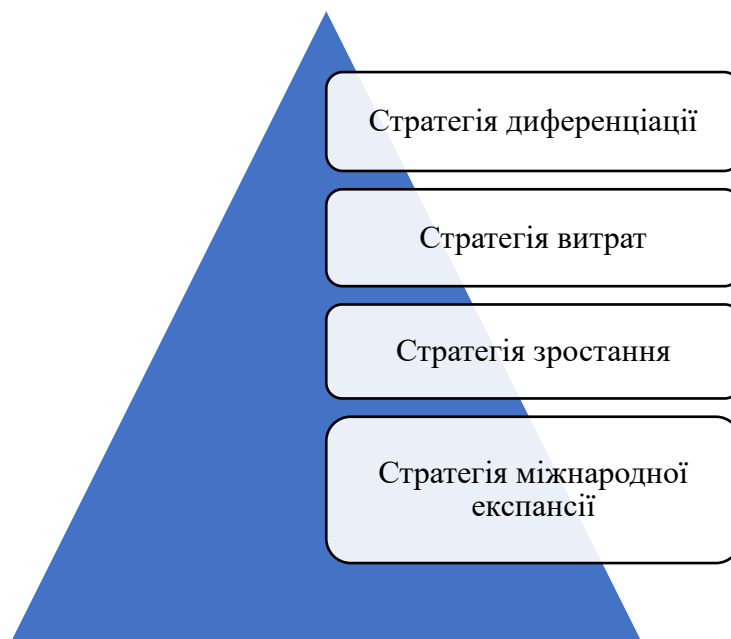 Стратегія диференціації
Стратегія витрат
Стратегія зростання
Стратегія міжнародної
експансії